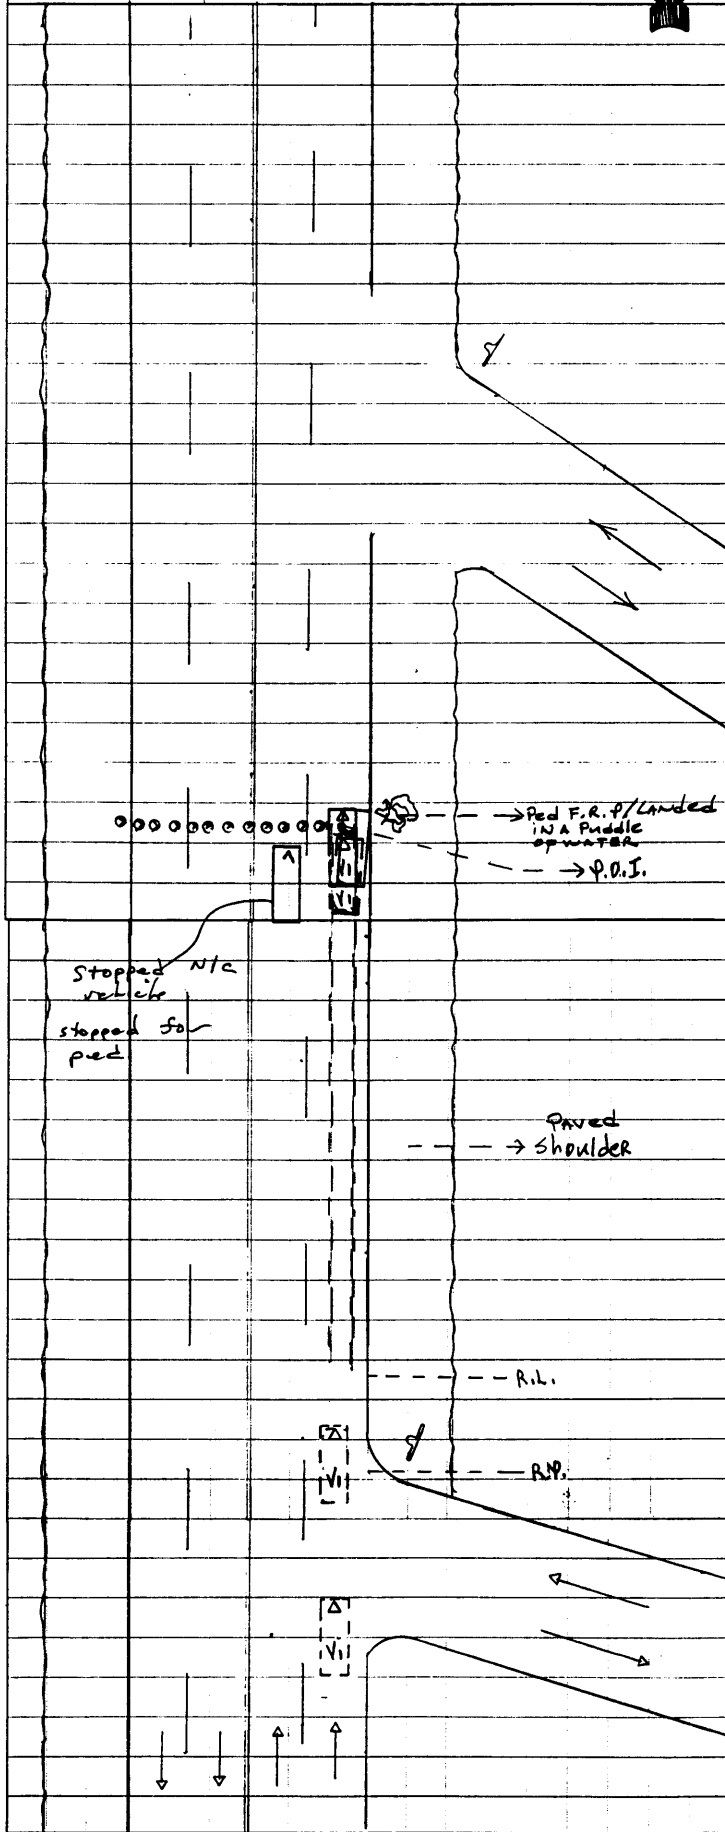 Ped F.R.P/LANded
iN A Puddle
OF WATER
P.O.I.
V1
V1
Stopped N/C
vehicle
stopped for
ped
PAved
Shoulder
R.L.
V1
R.P.
V1